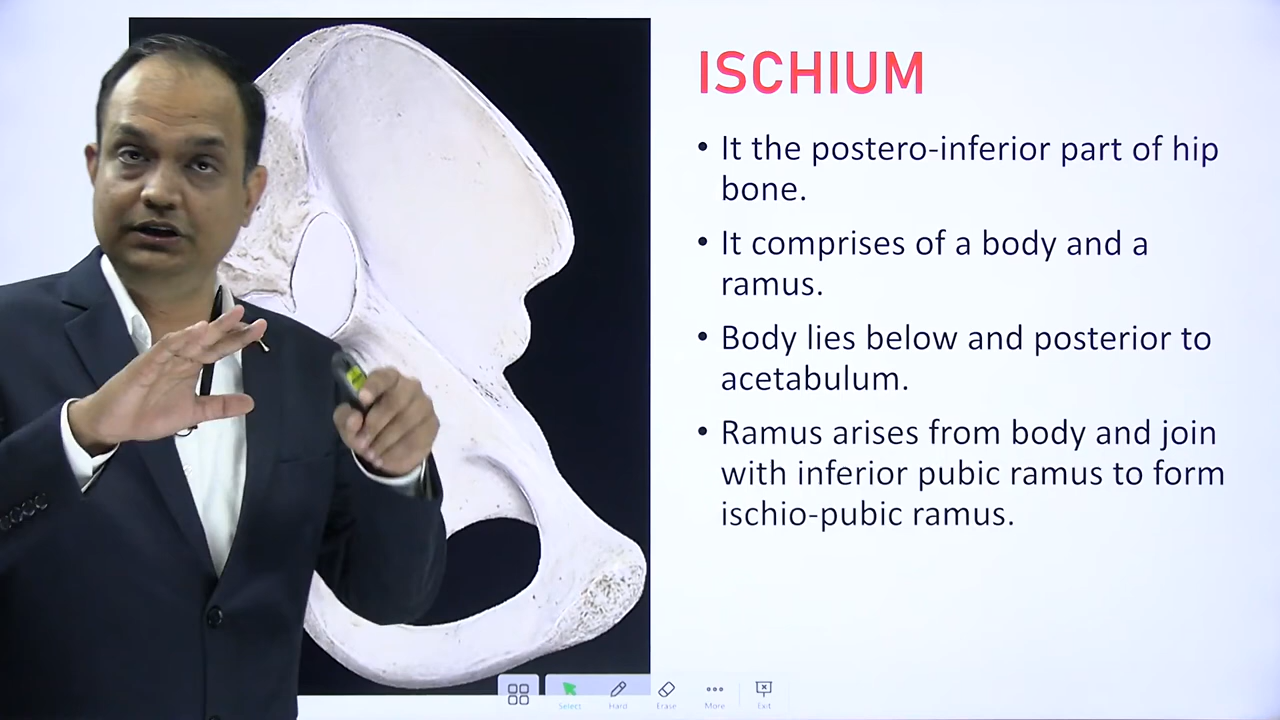 ISCHIUM
• It the postero-inferior part of hip
bone.
• It comprises of a body and a
ramus.
• Body lies below and posterior to
acetabulum.
• Ramus arises from body and join
with inferior pubic ramus to form
ischio-pubic ramus.
Select Hard Erase More Exit